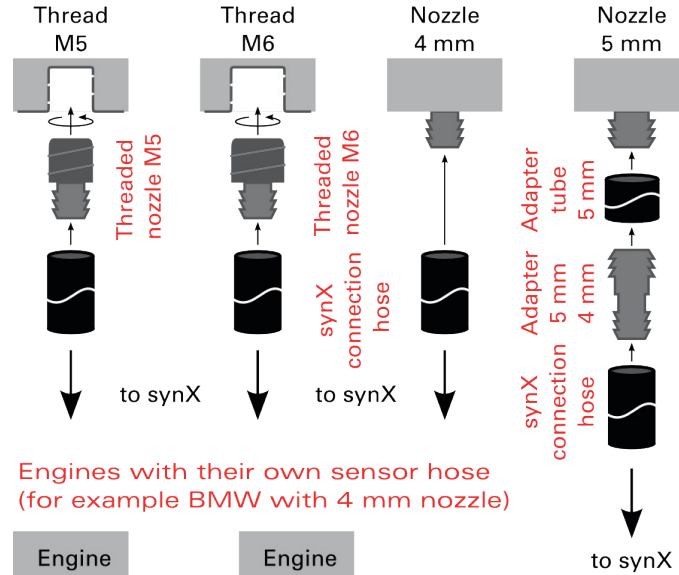 Thread
M5
Thread
M6
Nozzle
4 mm
Nozzle
5 mm
Threaded
nozzle M5
Threaded
nozzle M6
Adapter
tube
5 mm
Adapter
5 mm
4 mm
synX
connection
hose
synX
connection
hose
to synX
to synX
Engines with their own sensor hose
(for example BMW with 4 mm nozzle)
Engine
Engine
to synX